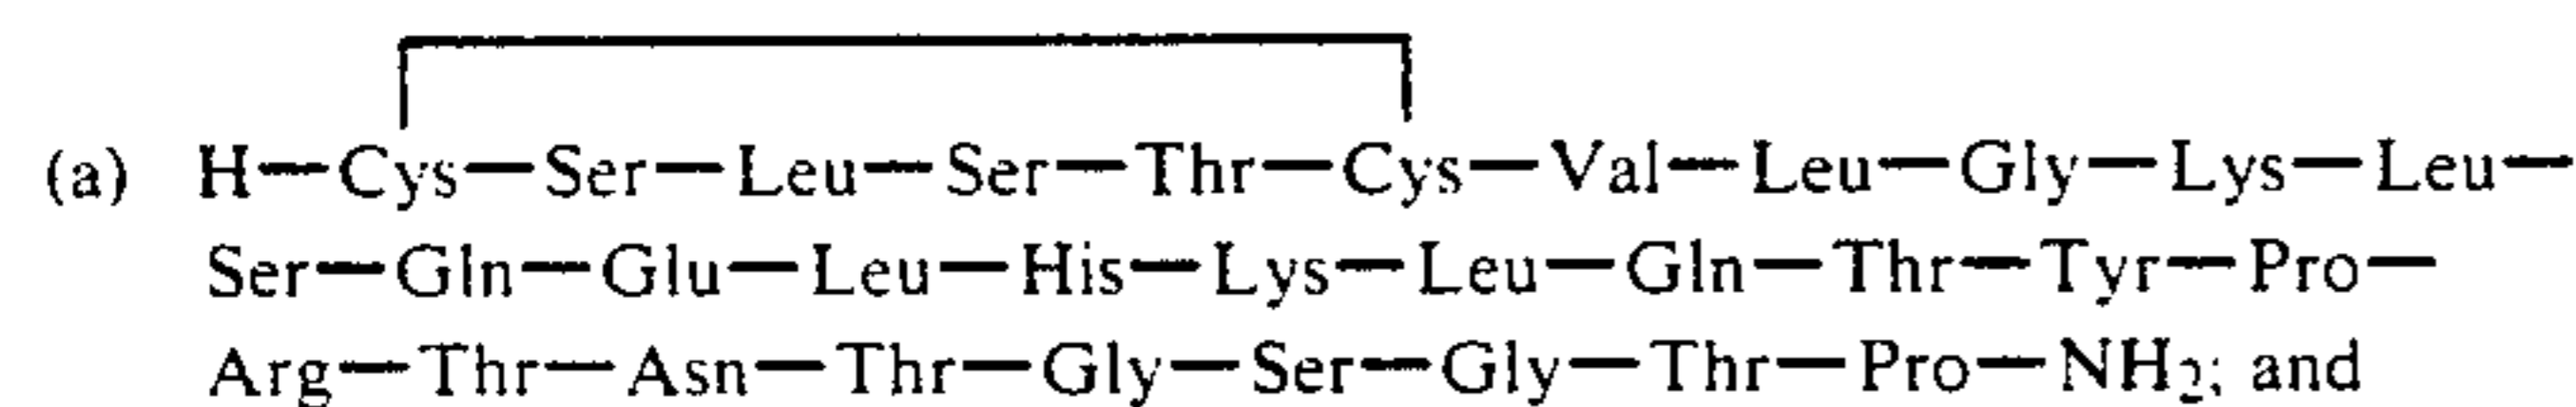 (a) H—Cys—Ser—Leu—Ser—Thr—Cys—Val—Leu—Gly—Lys—Leu—
Ser—Gln—Glu—Leu—His—Lys—Leu—Gln—Thr—Tyr—Pro—
Arg—Thr—Asn—Thr—Gly—Ser—Gly—Thr—Pro—NH₂; and